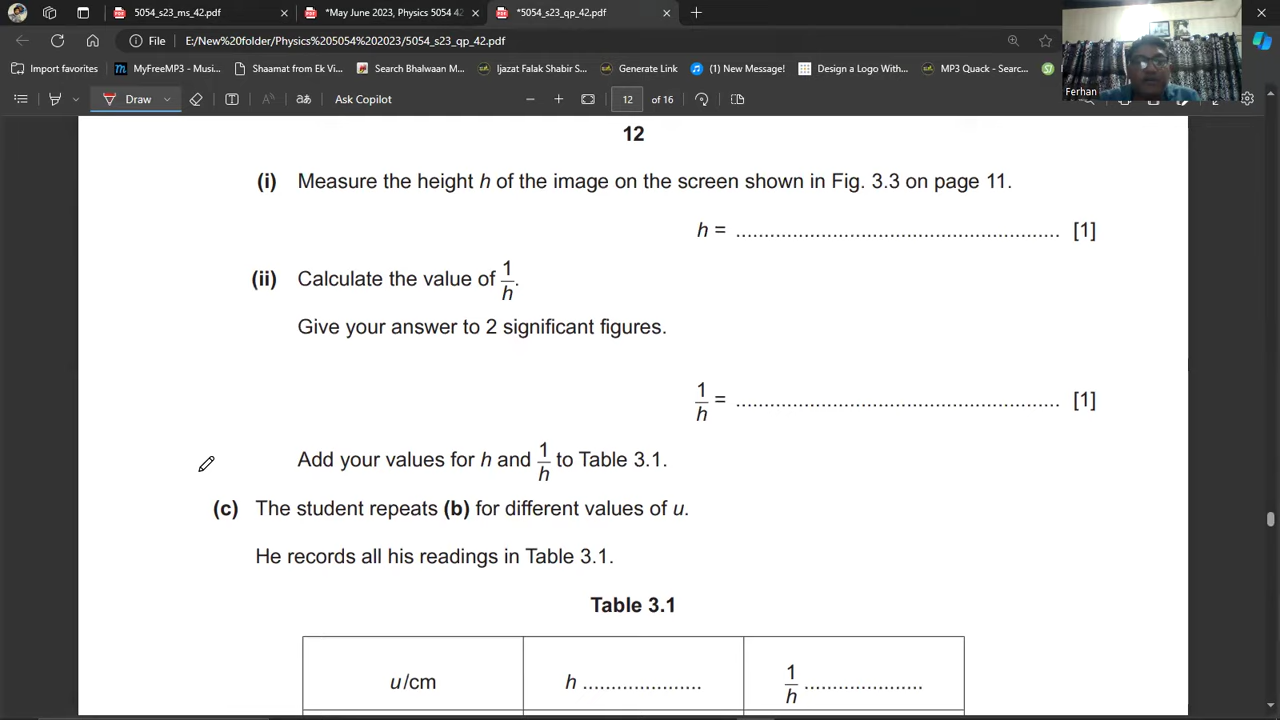 5054_s23_ms_42.pdf
*May June 2023, Physics 5054 42
*5054_s23_qp_42.pdf
File E:/New%20folder/Physics%205054%202023/5054_s23_qp_42.pdf
Import favorites MyFreeMP3 - Musi... Shaamat from Ek Vi... Search Bhalwaan M... Ijazat Falak Shabir S... Generate Link (1) New Message! Design a Logo With... MP3 Quack - Searc...
Draw aあ Ask Copilot 12 of 16
Ferhan
12
(i) Measure the height h of the image on the screen shown in Fig. 3.3 on page 11.
h = ......................................................... [1]
(ii) Calculate the value of 1/h.
Give your answer to 2 significant figures.
1/h = ......................................................... [1]
Add your values for h and 1/h to Table 3.1.
(c) The student repeats (b) for different values of u.
He records all his readings in Table 3.1.
Table 3.1
u/cm h ..................... 1/h .....................